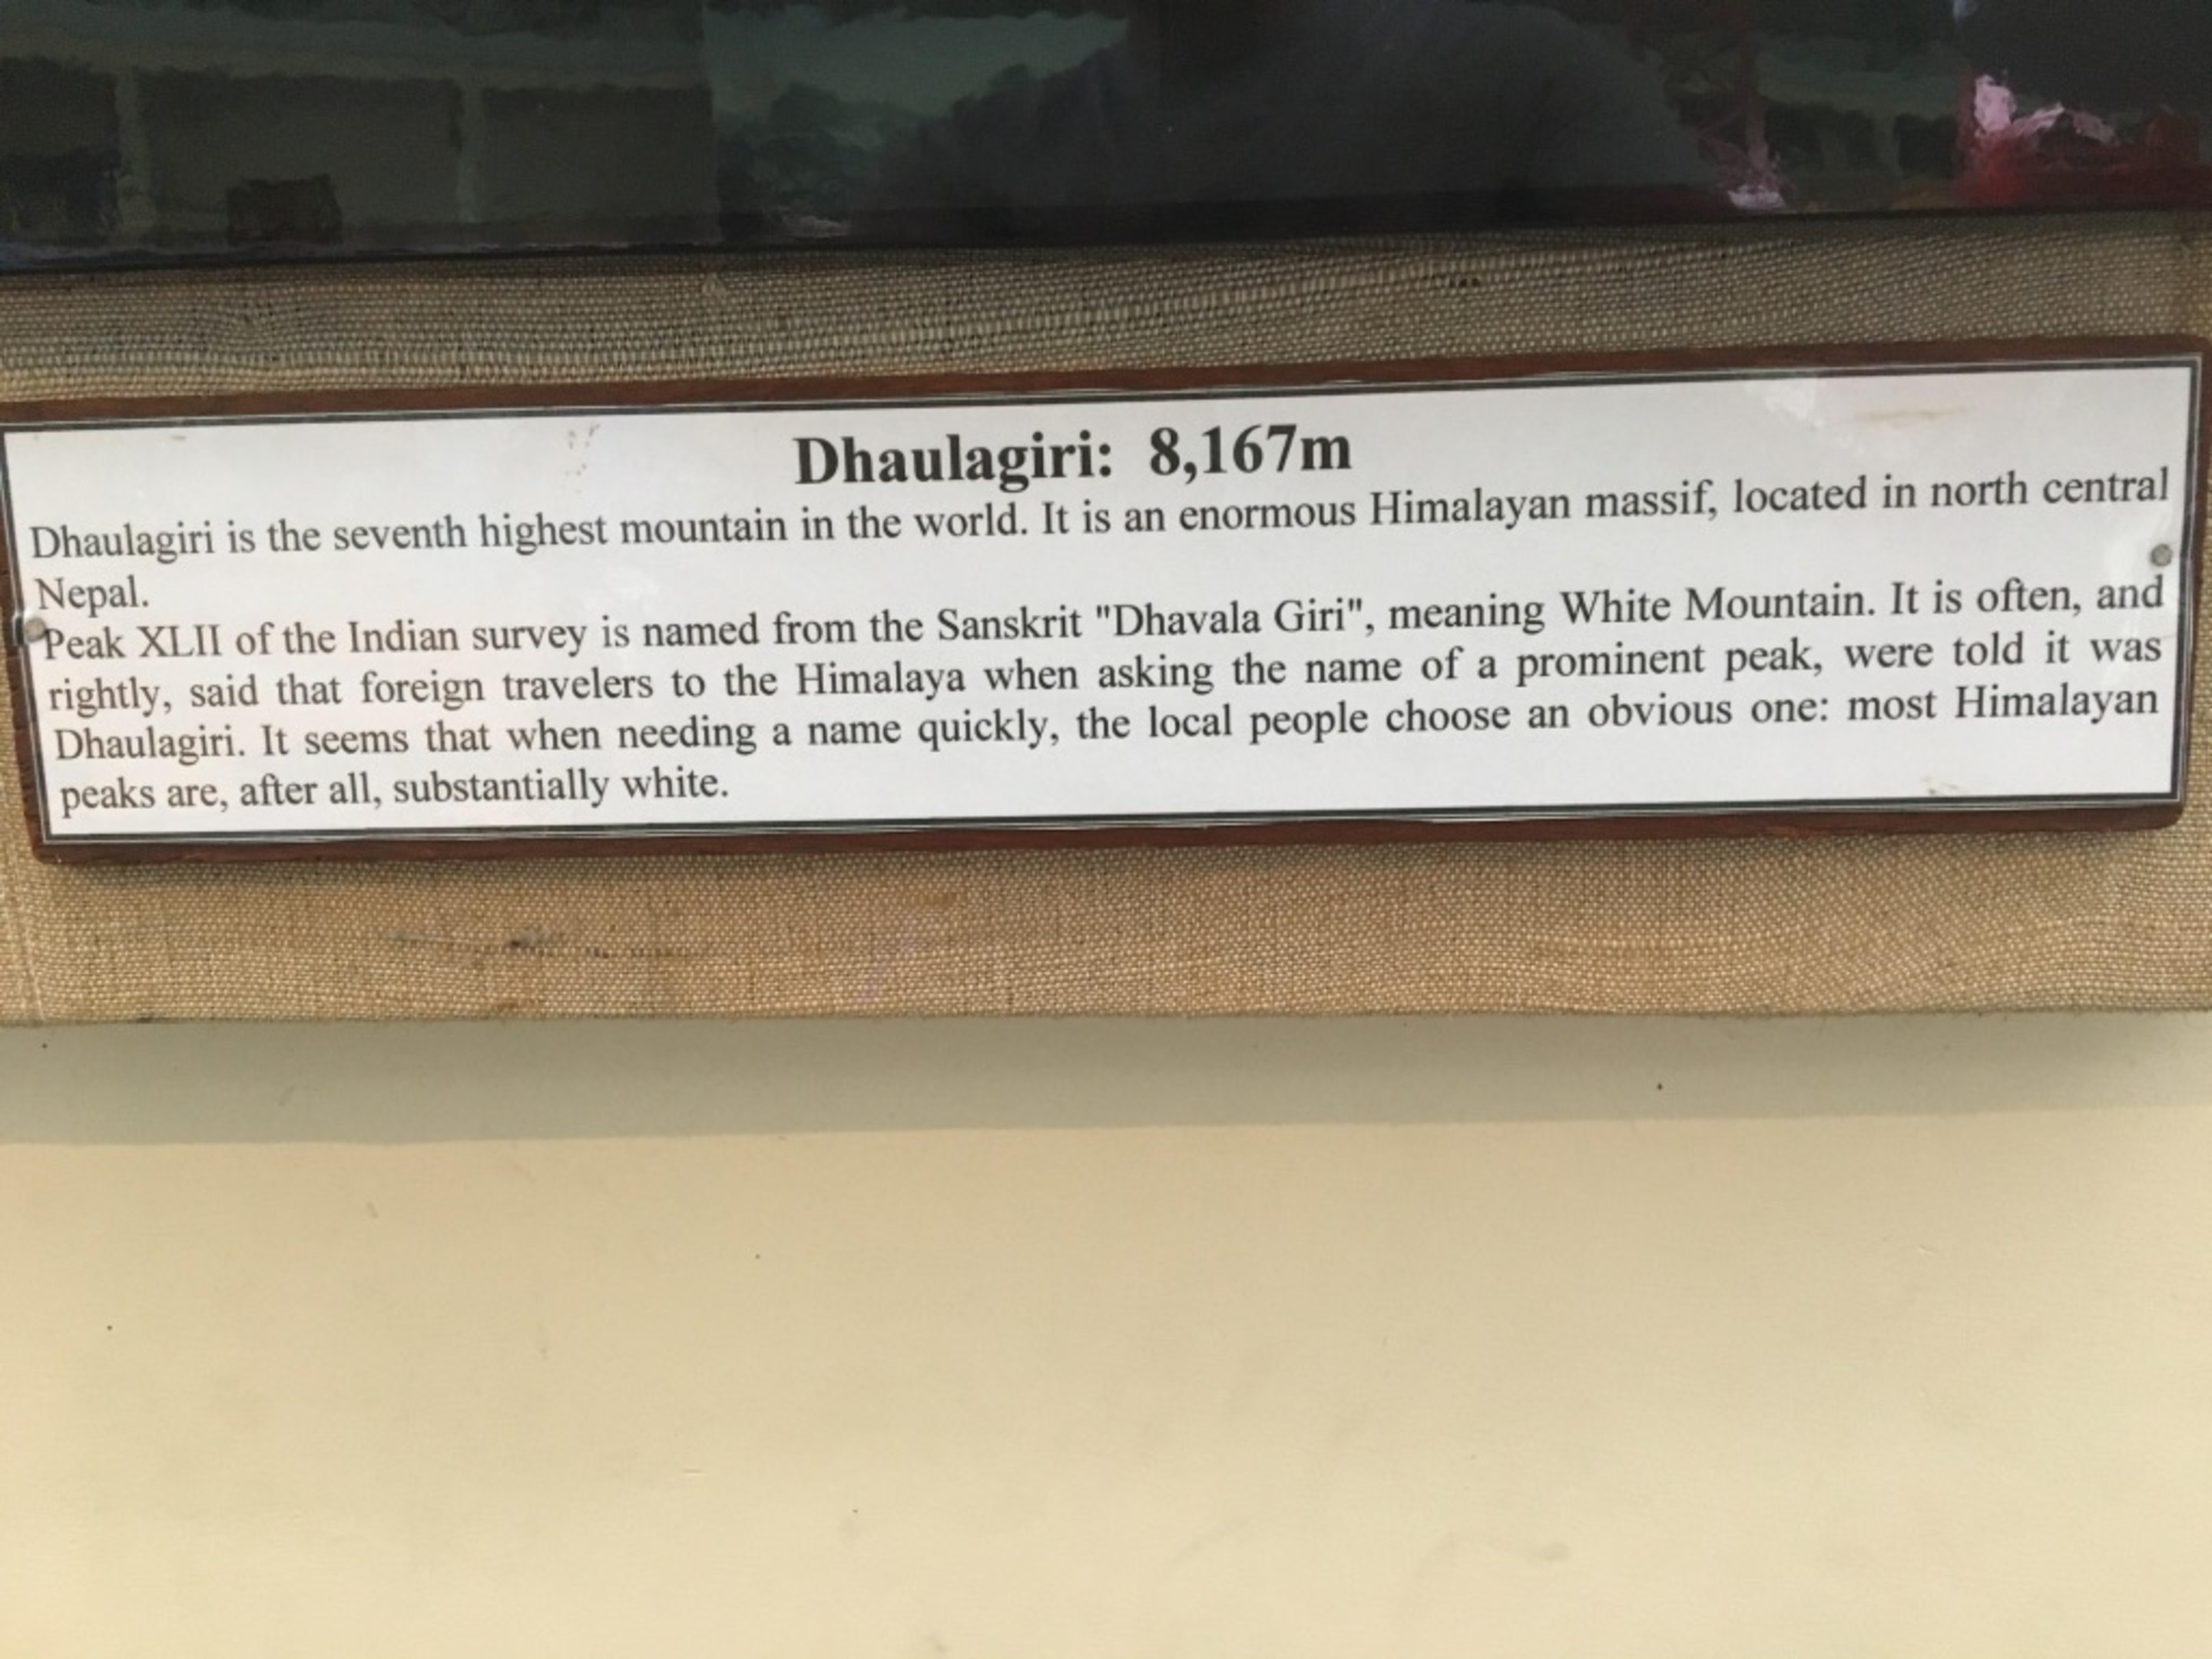 Dhaulagiri: 8,167m
Dhaulagiri is the seventh highest mountain in the world. It is an enormous Himalayan massif, located in north central
Nepal.
Peak XLII of the Indian survey is named from the Sanskrit "Dhavala Giri", meaning White Mountain. It is often, and
rightly, said that foreign travelers to the Himalaya when asking the name of a prominent peak, were told it was
Dhaulagiri. It seems that when needing a name quickly, the local people choose an obvious one: most Himalayan
peaks are, after all, substantially white.